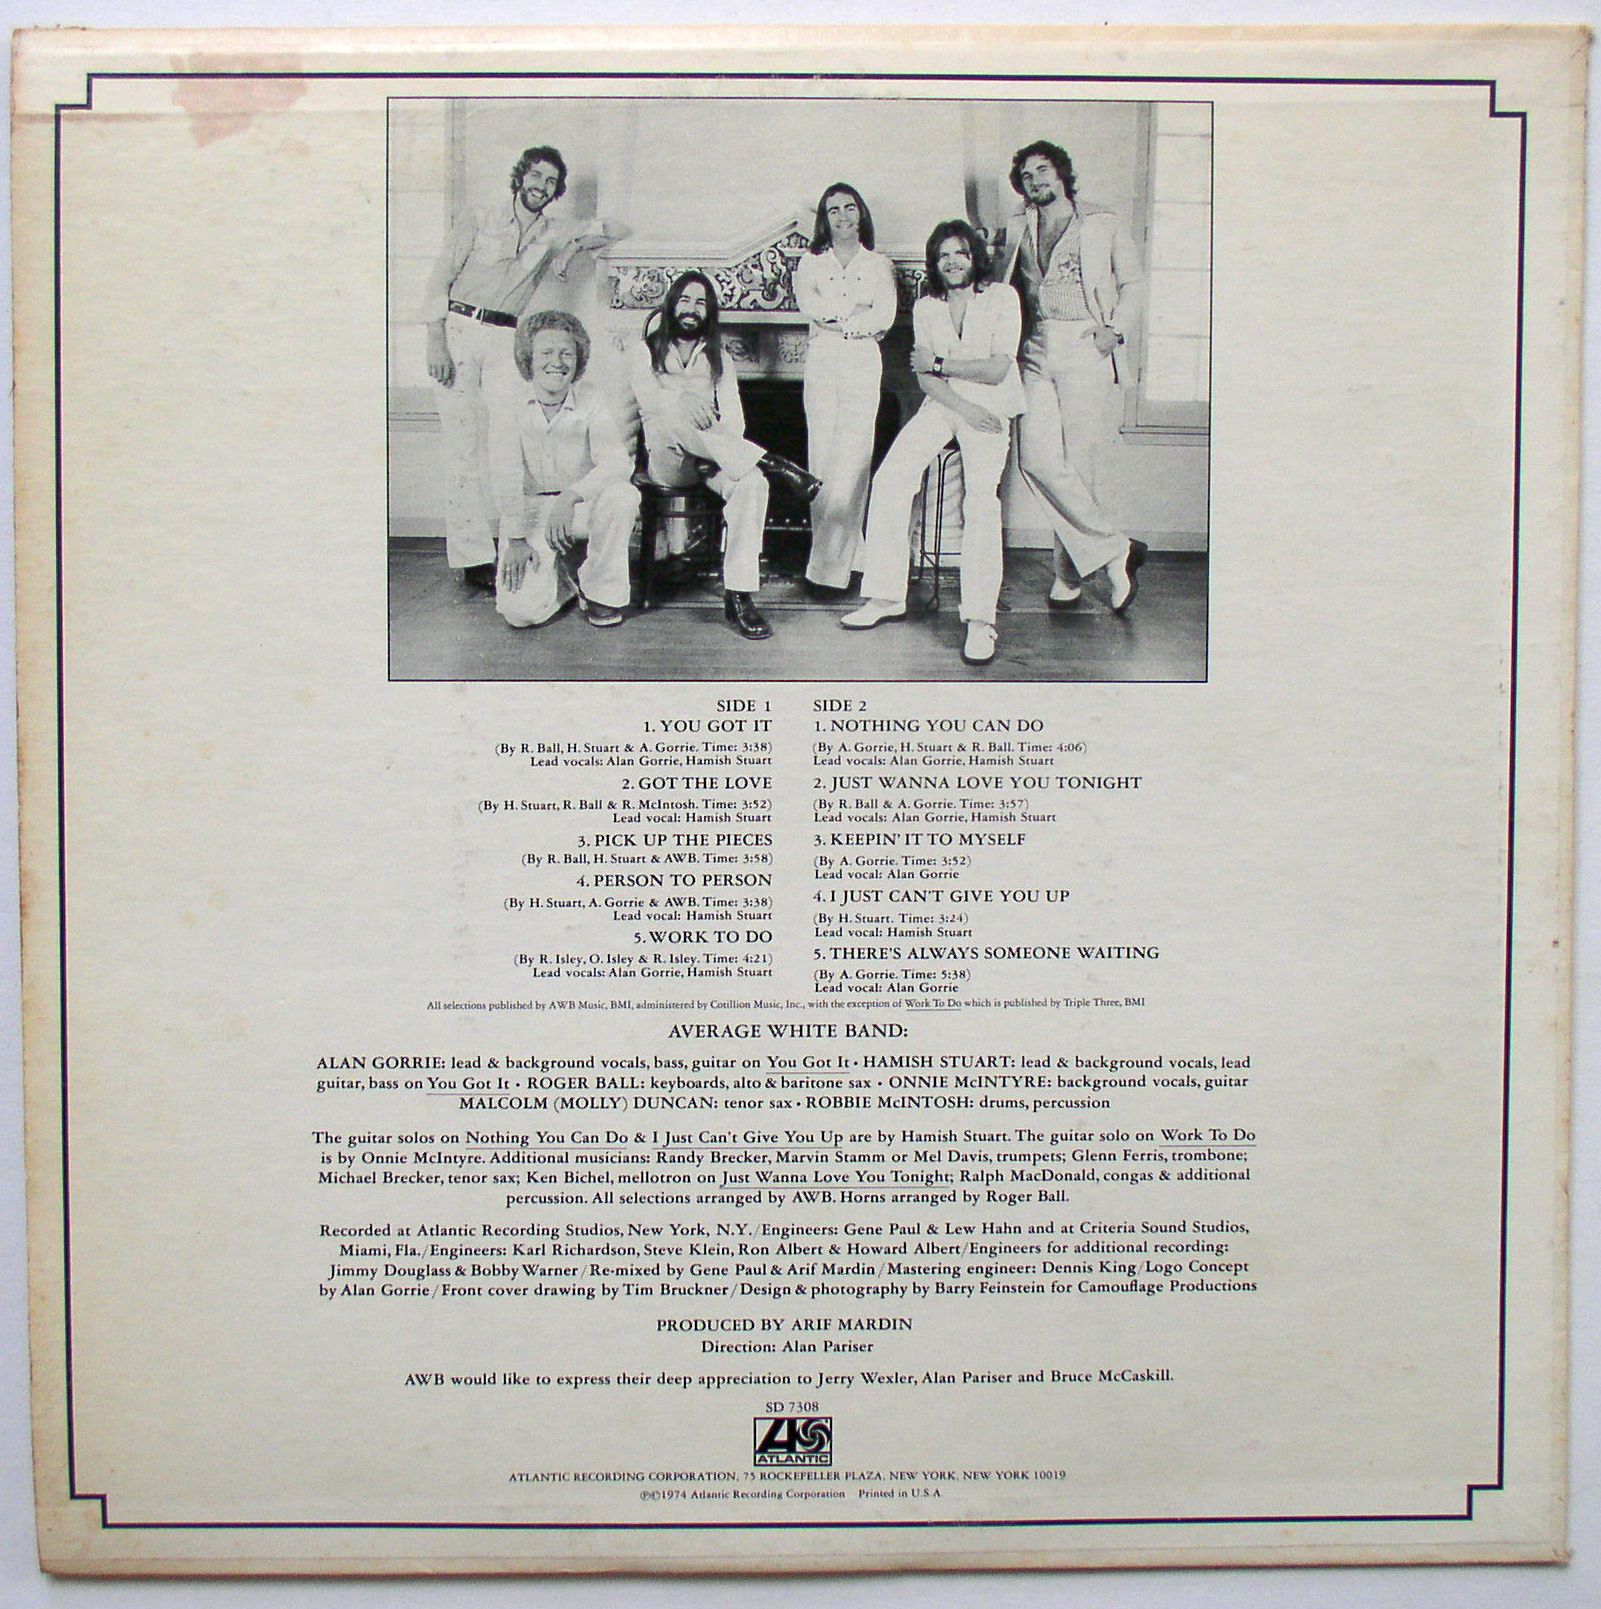 SIDE 1
1. YOU GOT IT
(By R. Ball, H. Stuart & A. Gorrie. Time: 3:38)
Lead vocals: Alan Gorrie, Hamish Stuart
2. GOT THE LOVE
(By H. Stuart, R. Ball & R. McIntosh. Time: 3:52)
Lead vocal: Hamish Stuart
3. PICK UP THE PIECES
(By R. Ball, H. Stuart & AWB. Time: 3:58)
4. PERSON TO PERSON
(By H. Stuart, A. Gorrie & AWB. Time: 3:38)
Lead vocal: Hamish Stuart
5. WORK TO DO
(By R. Isley, O. Isley & R. Isley. Time: 4:21)
Lead vocals: Alan Gorrie, Hamish Stuart
SIDE 2
1. NOTHING YOU CAN DO
(By A. Gorrie, H. Stuart & R. Ball. Time: 4:06)
Lead vocals: Alan Gorrie, Hamish Stuart
2. JUST WANNA LOVE YOU TONIGHT
(By R. Ball & A. Gorrie. Time: 3:57)
Lead vocals: Alan Gorrie, Hamish Stuart
3. KEEPIN' IT TO MYSELF
(By A. Gorrie. Time: 3:52)
Lead vocal: Alan Gorrie
4. I JUST CAN'T GIVE YOU UP
(By H. Stuart. Time: 3:24)
Lead vocal: Hamish Stuart
5. THERE'S ALWAYS SOMEONE WAITING
(By A. Gorrie. Time: 5:38)
Lead vocal: Alan Gorrie
All selections published by AWB Music, BMI, administered by Cotillion Music, Inc., with the exception of Work To Do which is published by Triple Three, BMI
AVERAGE WHITE BAND:
ALAN GORRIE: lead & background vocals, bass, guitar on You Got It • HAMISH STUART: lead & background vocals, lead
guitar, bass on You Got It • ROGER BALL: keyboards, alto & baritone sax • ONNIE McINTYRE: background vocals, guitar
MALCOLM (MOLLY) DUNCAN: tenor sax • ROBBIE McINTOSH: drums, percussion
The guitar solos on Nothing You Can Do & I Just Can't Give You Up are by Hamish Stuart. The guitar solo on Work To Do
is by Onnie McIntyre. Additional musicians: Randy Brecker, Marvin Stamm or Mel Davis, trumpets; Glenn Ferris, trombone;
Michael Brecker, tenor sax; Ken Bichel, mellotron on Just Wanna Love You Tonight; Ralph MacDonald, congas & additional
percussion. All selections arranged by AWB. Horns arranged by Roger Ball.
Recorded at Atlantic Recording Studios, New York, N.Y./Engineers: Gene Paul & Lew Hahn and at Criteria Sound Studios,
Miami, Fla./Engineers: Karl Richardson, Steve Klein, Ron Albert & Howard Albert/Engineers for additional recording:
Jimmy Douglass & Bobby Warner/Re-mixed by Gene Paul & Arif Mardin/Mastering engineer: Dennis King/Logo Concept
by Alan Gorrie/Front cover drawing by Tim Bruckner/Design & photography by Barry Feinstein for Camouflage Productions
PRODUCED BY ARIF MARDIN
Direction: Alan Pariser
AWB would like to express their deep appreciation to Jerry Wexler, Alan Pariser and Bruce McCaskill.
SD 7308
ATLANTIC
ATLANTIC RECORDING CORPORATION, 75 ROCKEFELLER PLAZA, NEW YORK, NEW YORK 10019
℗©1974 Atlantic Recording Corporation Printed in U.S.A.